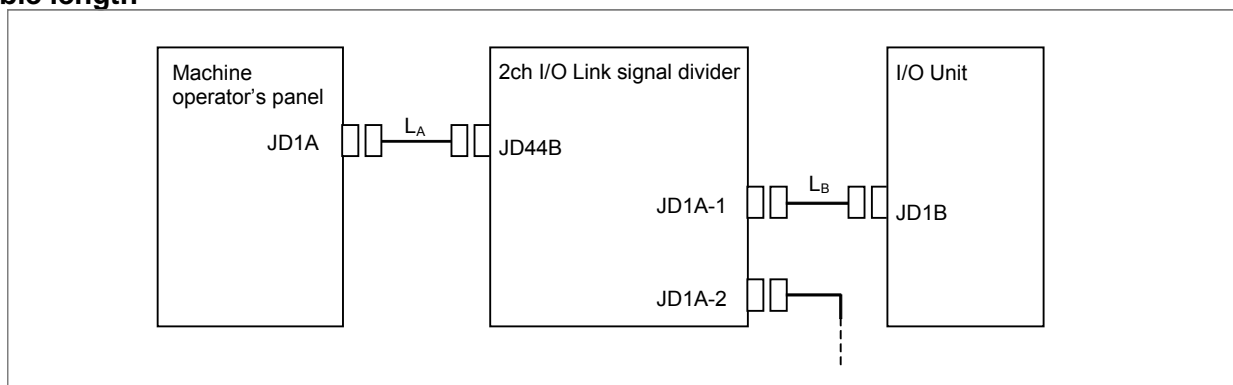 ble length
Machine
operator's panel
JD1A
LA
2ch I/O Link signal divider
JD44B
JD1A-1
JD1A-2
LB
I/O Unit
JD1B